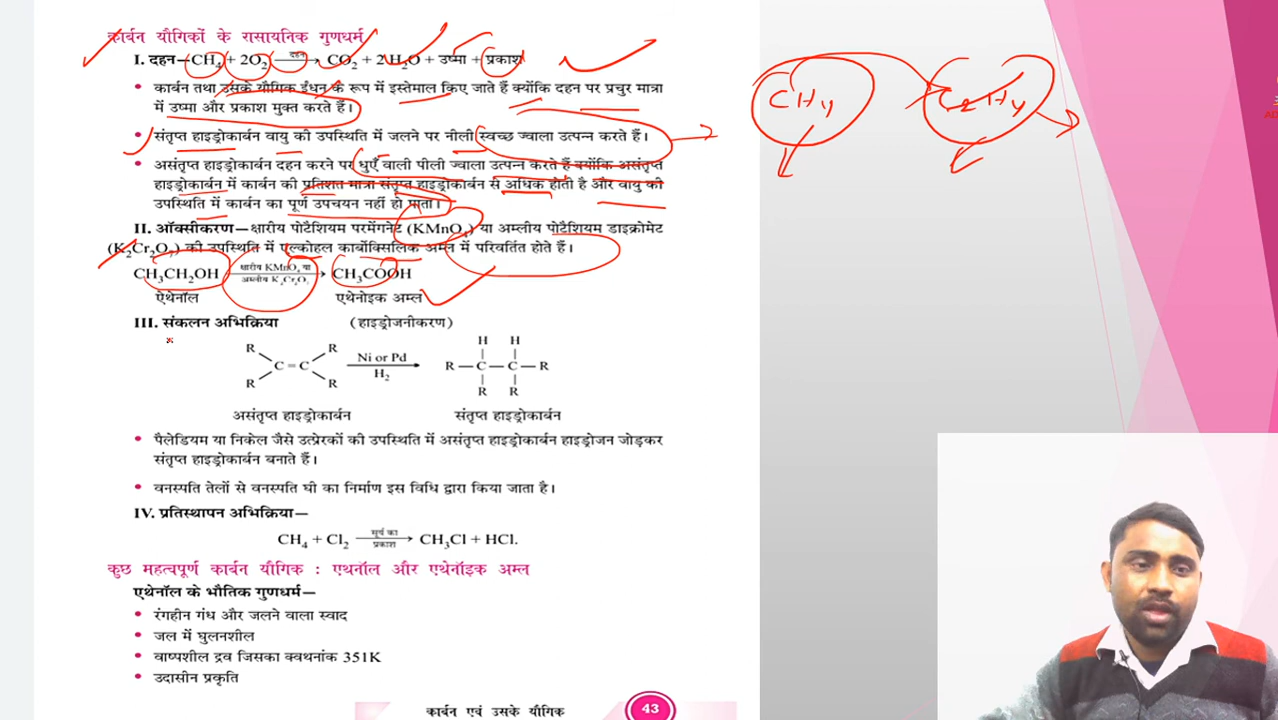 कार्बन यौगिकों के रासायनिक गुणधर्म
I. दहन—CH4 + 2O2 —दहन→ CO2 + 2H2O + उष्मा + प्रकाश
• कार्बन तथा उसके यौगिक ईंधन के रूप में इस्तेमाल किए जाते हैं क्योंकि दहन पर प्रचुर मात्रा
में उष्मा और प्रकाश मुक्त करते हैं।
• संतृप्त हाइड्रोकार्बन वायु की उपस्थिति में जलने पर नीली स्वच्छ ज्वाला उत्पन्न करते हैं।
• असंतृप्त हाइड्रोकार्बन दहन करने पर धुएँ वाली पीली ज्वाला उत्पन्न करते हैं क्योंकि असंतृप्त
हाइड्रोकार्बन में कार्बन की प्रतिशत मात्रा संतृप्त हाइड्रोकार्बन से अधिक होती है और वायु की
उपस्थिति में कार्बन का पूर्ण उपचयन नहीं हो पाता।
II. ऑक्सीकरण—क्षारीय पोटैशियम परमेंगनेट (KMnO4) या अम्लीय पोटैशियम डाइक्रोमेट
(K2Cr2O7) की उपस्थिति में एल्कोहल कार्बोक्सिलिक अम्ल में परिवर्तित होते हैं।
क्षारीय KMnO4 या
CH3CH2OH → CH3COOH
अम्लीय K2Cr2O7
ऐथेनॉल एथेनोइक अम्ल
III. संकलन अभिक्रिया (हाइड्रोजनीकरण)
H H
R R
C = C Ni or Pd R — C — C — R
H2
R R R R
असंतृप्त हाइड्रोकार्बन संतृप्त हाइड्रोकार्बन
• पैलेडियम या निकेल जैसे उत्प्रेरकों की उपस्थिति में असंतृप्त हाइड्रोकार्बन हाइड्रोजन जोड़कर
संतृप्त हाइड्रोकार्बन बनाते हैं।
• वनस्पति तेलों से वनस्पति घी का निर्माण इस विधि द्वारा किया जाता है।
IV. प्रतिस्थापन अभिक्रिया—
सूर्य का
CH4 + Cl2 → CH3Cl + HCl.
प्रकाश
कुछ महत्वपूर्ण कार्बन यौगिक : एथनॉल और एथेनॉइक अम्ल
एथेनॉल के भौतिक गुणधर्म—
• रंगहीन गंध और जलने वाला स्वाद
• जल में घुलनशील
• वाष्पशील द्रव जिसका क्वथनांक 351K
• उदासीन प्रकृति
कार्बन एवं उसके यौगिक 43
CH4 C2H4